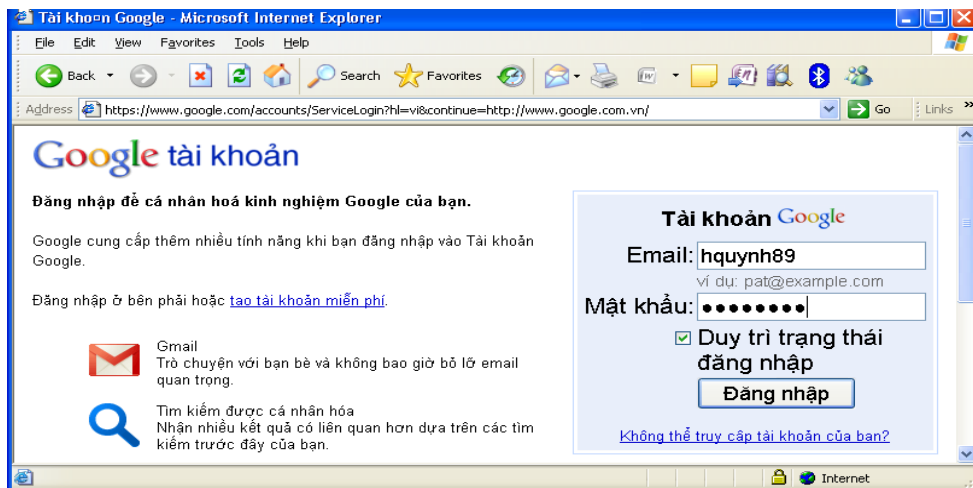 Tài kho¤n Google - Microsoft Internet Explorer
File Edit View Favorites Tools Help
Back Search Favorites
Address https://www.google.com/accounts/ServiceLogin?hl=vi&continue=http://www.google.com.vn/ Go Links »
Google tài khoản
Đăng nhập để cá nhân hoá kinh nghiệm Google của bạn.
Google cung cấp thêm nhiều tính năng khi bạn đăng nhập vào Tài khoản
Google.
Đăng nhập ở bên phải hoặc tạo tài khoản miễn phí.
Gmail
Trò chuyện với bạn bè và không bao giờ bỏ lỡ email
quan trọng.
Tìm kiếm được cá nhân hóa
Nhận nhiều kết quả có liên quan hơn dựa trên các tìm
kiếm trước đây của bạn.
Tài khoản Google
Email: hquynh89
ví dụ: pat@example.com
Mật khẩu: ●●●●●●●●
Duy trì trạng thái
đăng nhập
Đăng nhập
Không thể truy cập tài khoản của bạn?
Internet